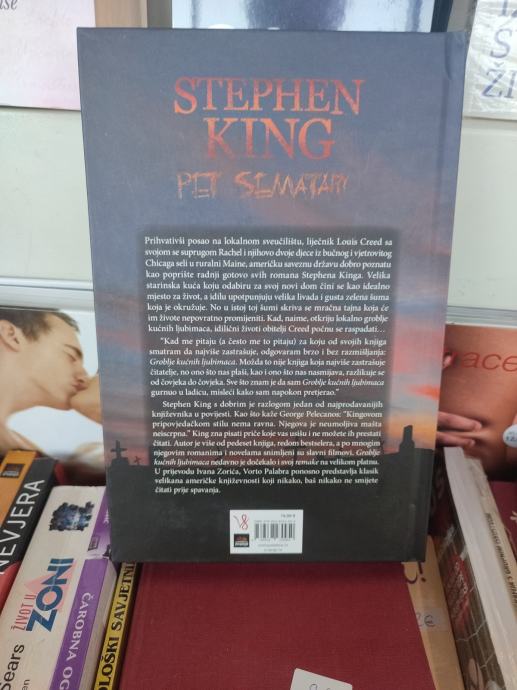 STEPHEN
KING
PET SEMATARY
Prihvativši posao na lokalnom sveučilištu, liječnik Louis Creed sa
svojom se suprugom Rachel i njihovo dvoje djece iz bučnog i vjetrovitog
Chicaga seli u ruralni Maine, američku saveznu državu dobro poznatu
kao poprište radnji gotovo svih romana Stephena Kinga. Velika
starinska kuća koju odabiru za svoj novi dom čini se kao idealno
mjesto za život, a idilu upotpunjuju velika livada i gusta zelena šuma
koja je okružuje. No u istoj toj šumi skriva se mračna tajna koja će
im živote nepovratno promijeniti. Kad, naime, otkriju lokalno groblje
kućnih ljubimaca, idilični životi obitelji Creed počnu se raspadati…
"Kad me pitaju (a često me to pitaju) za koju od svojih knjiga
smatram da najviše zastrašuje, odgovaram brzo i bez razmišljanja:
Groblje kućnih ljubimaca. Možda to nije knjiga koja najviše zastrašuje
čitatelje, no ono što nas plaši, kao i ono što nas nasmijava, razlikuje se
od čovjeka do čovjeka. Sve što znam je da sam Groblje kućnih ljubimaca
gurnuo u ladicu, misleći kako sam napokon pretjerao."
Stephen King s dobrim je razlogom jedan od najprodavanijih
književnika u povijesti. Kao što kaže George Pelecanos: "Kingovom
pripovjedačkom stilu nema ravna. Njegova je neumoljiva mašta
neiscrpna." King zna pisati priče koje vas usišu i ne možete ih prestati
čitati. Autor je više od pedeset knjiga, redom bestselera, a po mnogim
njegovim romanima i novelama snimljeni su slavni filmovi. Groblje
kućnih ljubimaca nedavno je dočekalo i svoj remake na velikom platnu.
U prijevodu Ivana Zorića, Vorto Palabra ponosno predstavlja klasik
velikana američke književnosti koji nikako, baš nikako ne smijete
čitati prije spavanja.
NEVJERA
ŽIVOT U
ZONI
Sears
ČAROBNA
OLOŠKI SAVJETNI